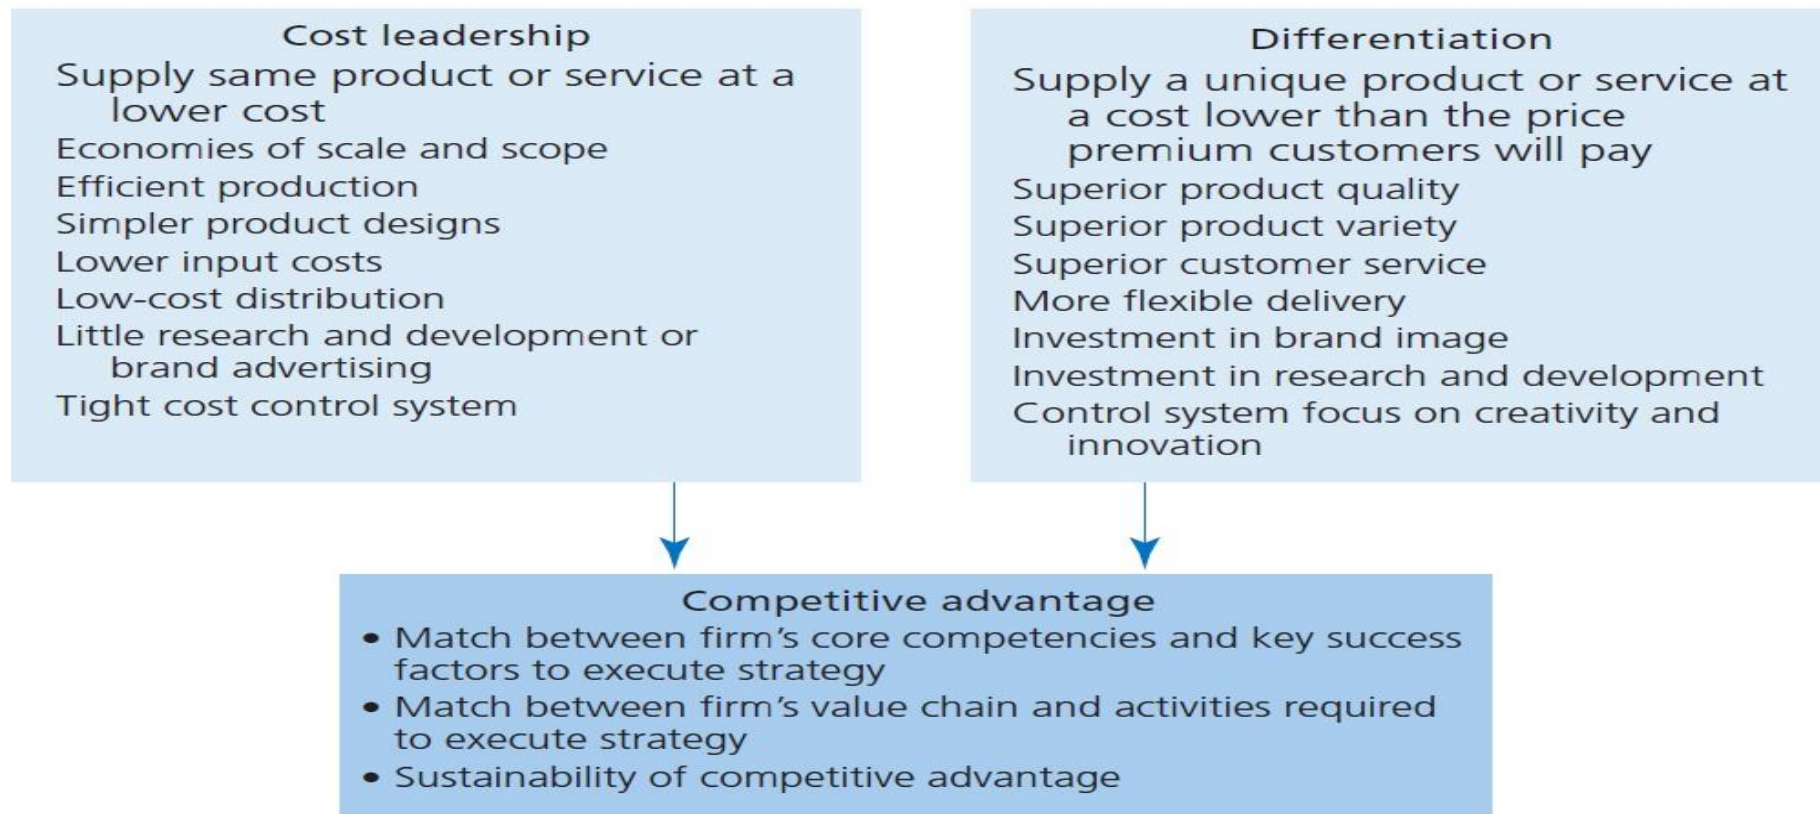 Cost leadership
Supply same product or service at a
lower cost
Economies of scale and scope
Efficient production
Simpler product designs
Lower input costs
Low-cost distribution
Little research and development or
brand advertising
Tight cost control system
Differentiation
Supply a unique product or service at
a cost lower than the price
premium customers will pay
Superior product quality
Superior product variety
Superior customer service
More flexible delivery
Investment in brand image
Investment in research and development
Control system focus on creativity and
innovation
Competitive advantage
• Match between firm’s core competencies and key success
factors to execute strategy
• Match between firm’s value chain and activities required
to execute strategy
• Sustainability of competitive advantage